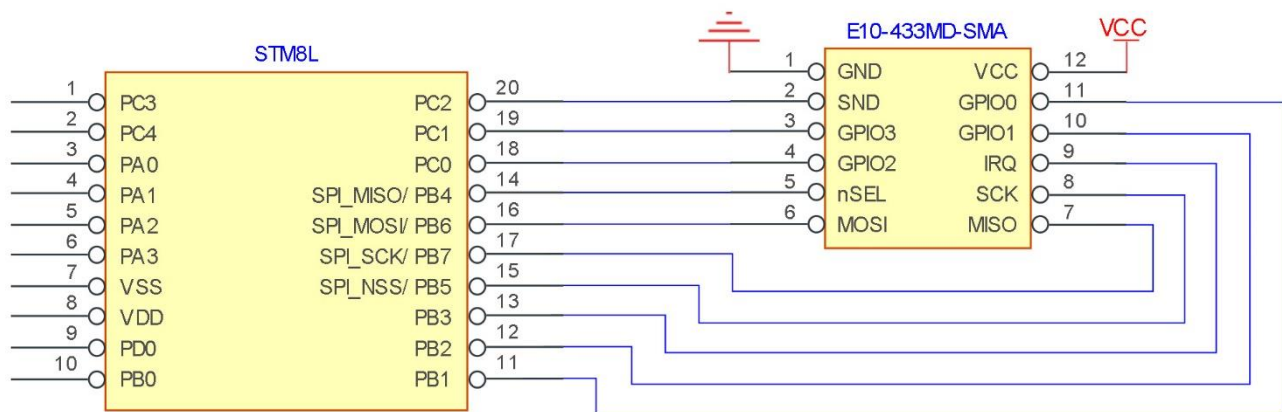 STM8L
1 PC3 PC2 20
2 PC4 PC1 19
3 PA0 PC0 18
4 PA1 SPI_MISO/ PB4 14
5 PA2 SPI_MOSI/ PB6 16
6 PA3 SPI_SCK/ PB7 17
7 VSS SPI_NSS/ PB5 15
8 VDD PB3 13
9 PD0 PB2 12
10 PB0 PB1 11
E10-433MD-SMA VCC
1 GND VCC 12
2 SND GPIO0 11
3 GPIO3 GPIO1 10
4 GPIO2 IRQ 9
5 nSEL SCK 8
6 MOSI MISO 7